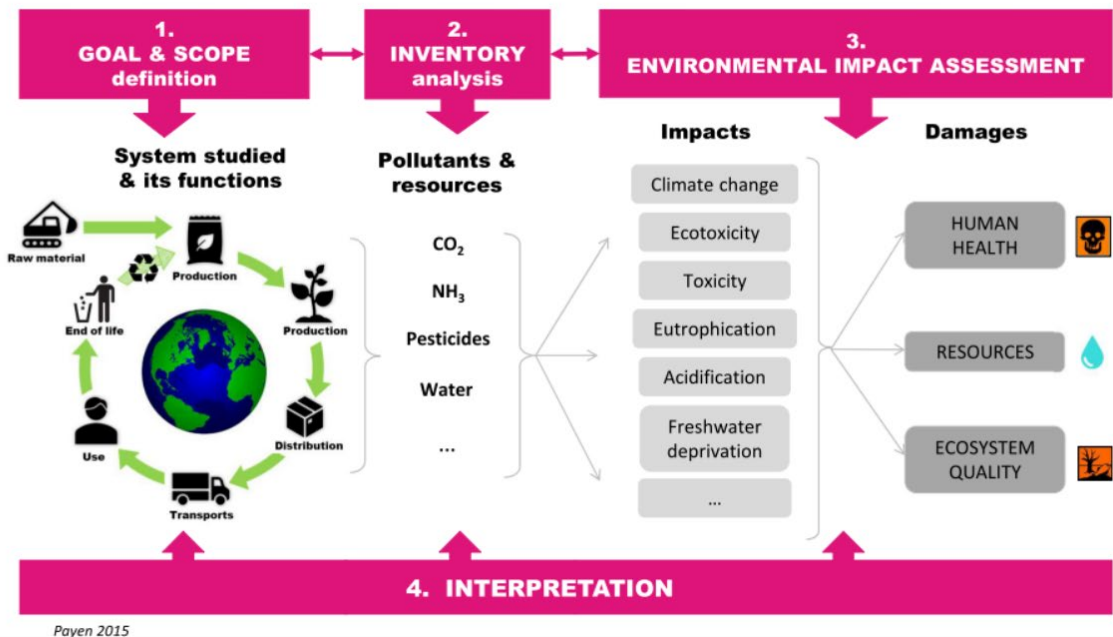 1.
GOAL & SCOPE
definition
2.
INVENTORY
analysis
3.
ENVIRONMENTAL IMPACT ASSESSMENT
System studied
& its functions
Raw material
Production
Production
Distribution
Transports
Use
End of life
Pollutants &
resources
CO₂
NH₃
Pesticides
Water
...
Impacts
Climate change
Ecotoxicity
Toxicity
Eutrophication
Acidification
Freshwater
deprivation
...
Damages
HUMAN
HEALTH
RESOURCES
ECOSYSTEM
QUALITY
4. INTERPRETATION
Payen 2015